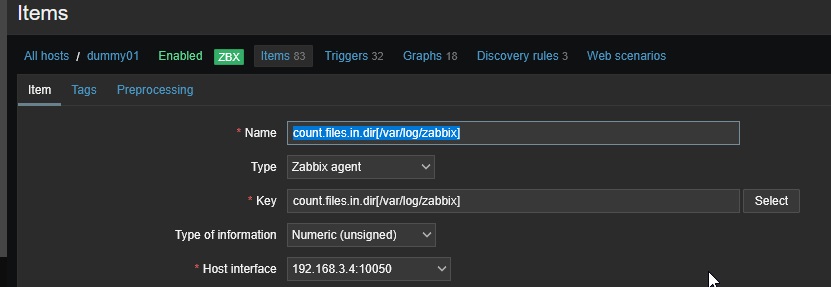 Items
All hosts / dummy01 Enabled ZBX Items 83 Triggers 32 Graphs 18 Discovery rules 3 Web scenarios
Item Tags Preprocessing
* Name count.files.in.dir[/var/log/zabbix]
Type Zabbix agent
* Key count.files.in.dir[/var/log/zabbix] Select
Type of information Numeric (unsigned)
* Host interface 192.168.3.4:10050